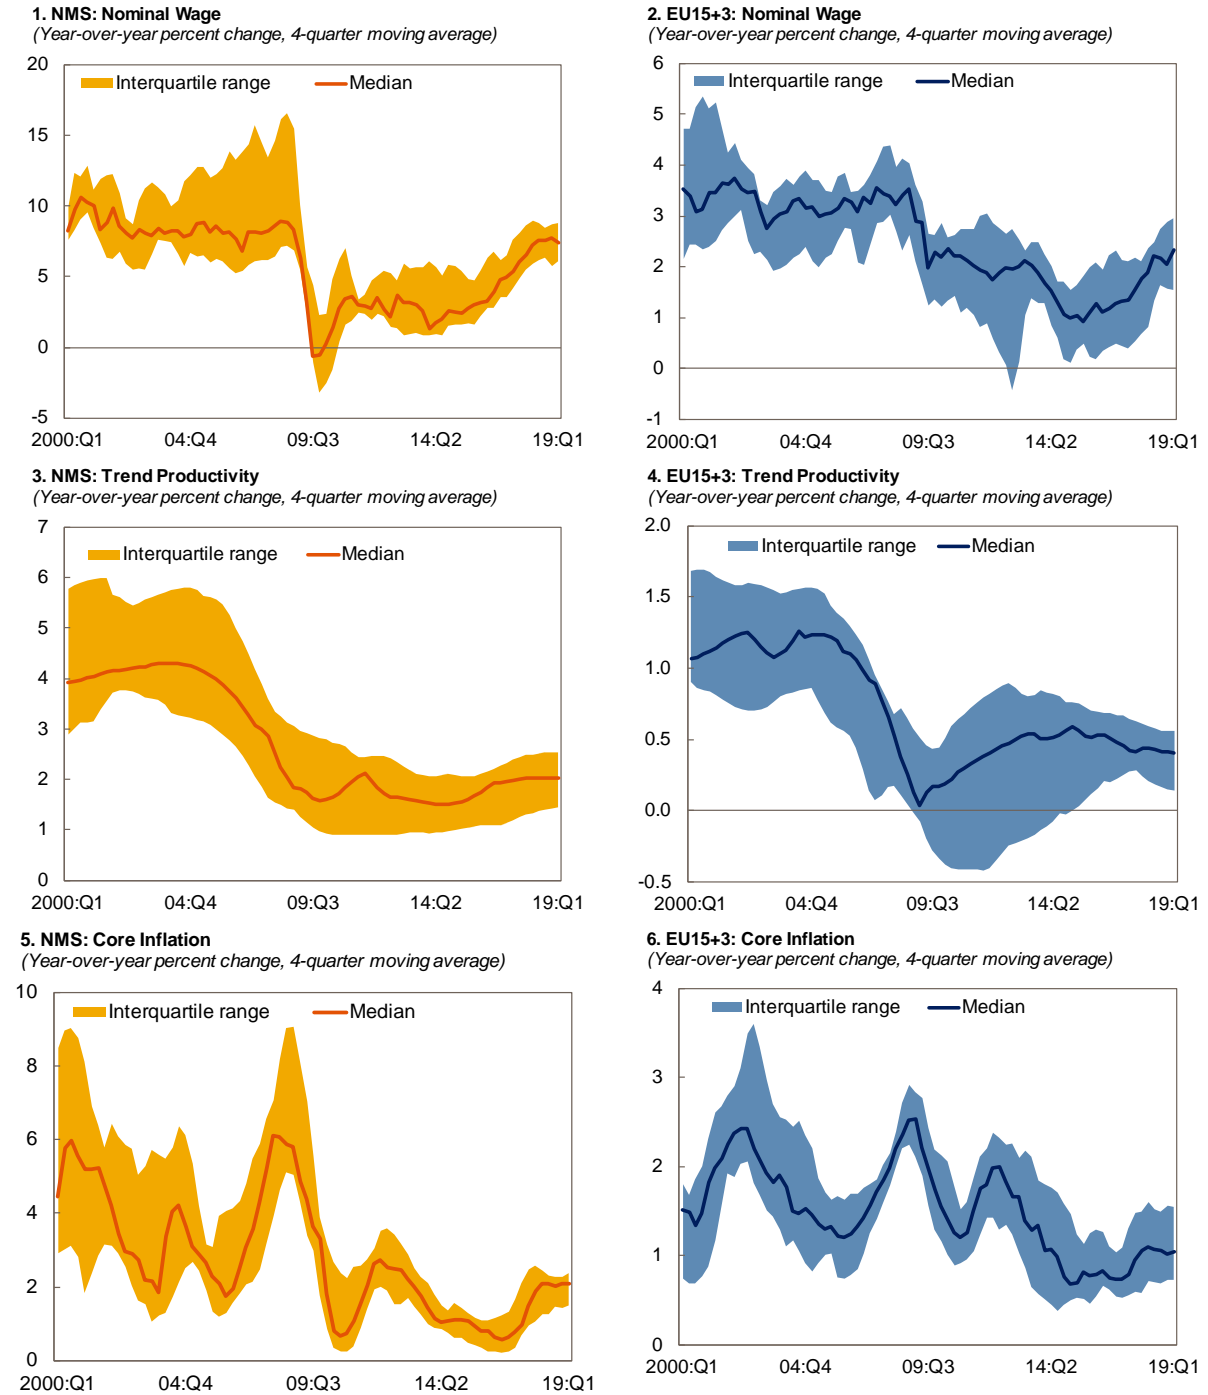 1. NMS: Nominal Wage
(Year-over-year percent change, 4-quarter moving average)
20
15
10
5
0
-5
Interquartile range
Median
2000:Q1
04:Q4
09:Q3
14:Q2
19:Q1
2. EU15+3: Nominal Wage
(Year-over-year percent change, 4-quarter moving average)
6
5
4
3
2
1
0
-1
Interquartile range
Median
2000:Q1
04:Q4
09:Q3
14:Q2
19:Q1
3. NMS: Trend Productivity
(Year-over-year percent change, 4-quarter moving average)
7
6
5
4
3
2
1
0
Interquartile range
Median
2000:Q1
04:Q4
09:Q3
14:Q2
19:Q1
4. EU15+3: Trend Productivity
(Year-over-year percent change, 4-quarter moving average)
2.0
1.5
1.0
0.5
0.0
-0.5
Interquartile range
Median
2000:Q1
04:Q4
09:Q3
14:Q2
19:Q1
5. NMS: Core Inflation
(Year-over-year percent change, 4-quarter moving average)
10
8
6
4
2
0
Interquartile range
Median
2000:Q1
04:Q4
09:Q3
14:Q2
19:Q1
6. EU15+3: Core Inflation
(Year-over-year percent change, 4-quarter moving average)
4
3
2
1
0
Interquartile range
Median
2000:Q1
04:Q4
09:Q3
14:Q2
19:Q1